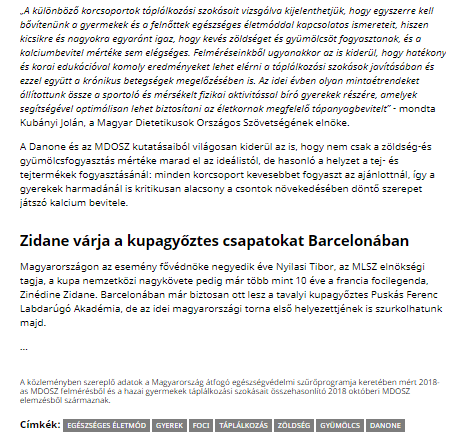 „A különböző korcsoportok táplálkozási szokásait vizsgálva kijelenthetjük, hogy egyszerre kell
bővítenünk a gyermekek és a felnőttek egészséges életmóddal kapcsolatos ismereteit, hiszen
kicsikre és nagyokra egyaránt igaz, hogy kevés zöldséget és gyümölcsöt fogyasztanak, és a
kalciumbevitel mértéke sem elégséges. Felméréseinkből ugyanakkor az is kiderül, hogy hatékony
és korai edukációval komoly eredményeket lehet elérni a táplálkozási szokások javításában és
ezzel együtt a krónikus betegségek megelőzésében is. Az idei évben olyan mintaétrendeket
állítottunk össze a sportoló és mérsékelt fizikai aktivitással bíró gyerekek részére, amelyek
segítségével optimálisan lehet biztosítani az életkornak megfelelő tápanyagbevitelt” - mondta
Kubányi Jolán, a Magyar Dietetikusok Országos Szövetségének elnöke.
A Danone és az MDOSZ kutatásaiból világosan kiderül az is, hogy nem csak a zöldség-és
gyümölcsfogyasztás mértéke marad el az ideálistól, de hasonló a helyzet a tej- és
tejtermékek fogyasztásánál: minden korcsoport kevesebbet fogyaszt az ajánlottnál, így a
gyerekek harmadánál is kritikusan alacsony a csontok növekedésében döntő szerepet
játszó kalcium bevitele.
Zidane várja a kupagyőztes csapatokat Barcelonában
Magyarországon az esemény fővédnöke negyedik éve Nyilasi Tibor, az MLSZ elnökségi
tagja, a kupa nemzetközi nagykövete pedig már több mint 10 éve a francia focilegenda,
Zinédine Zidane. Barcelonában már biztosan ott lesz a tavalyi kupagyőztes Puskás Ferenc
Labdarúgó Akadémia, de az idei magyarországi torna első helyezettjének is szurkolhatunk
majd.
...
A közleményben szereplő adatok a Magyarország átfogó egészségvédelmi szűrőprogramja keretében mért 2018-
as MDOSZ felmérésből és a hazai gyermekek táplálkozási szokásait összehasonlító 2018 októberi MDOSZ
elemzésből származnak.
Címkék: EGÉSZSÉGES ÉLETMÓD GYEREK FOCI TÁPLÁLKOZÁS ZÖLDSÉG GYÜMÖLCS DANONE